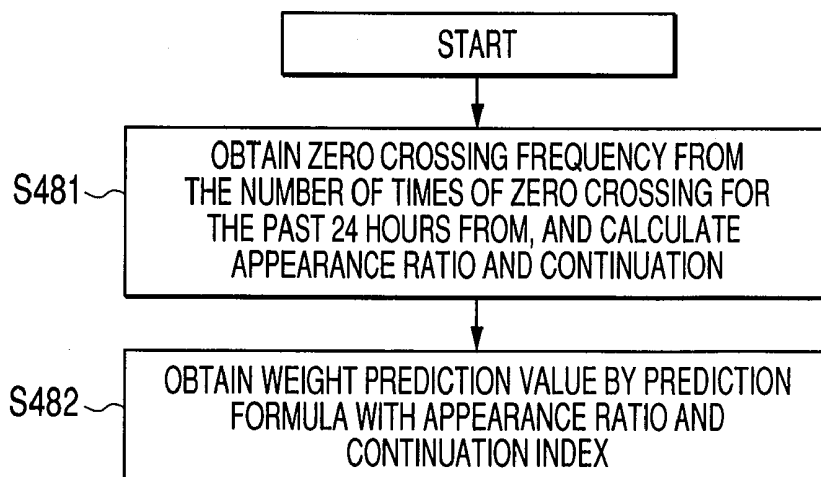 START
S481
OBTAIN ZERO CROSSING FREQUENCY FROM
THE NUMBER OF TIMES OF ZERO CROSSING FOR
THE PAST 24 HOURS FROM, AND CALCULATE
APPEARANCE RATIO AND CONTINUATION
S482
OBTAIN WEIGHT PREDICTION VALUE BY PREDICTION
FORMULA WITH APPEARANCE RATIO AND
CONTINUATION INDEX